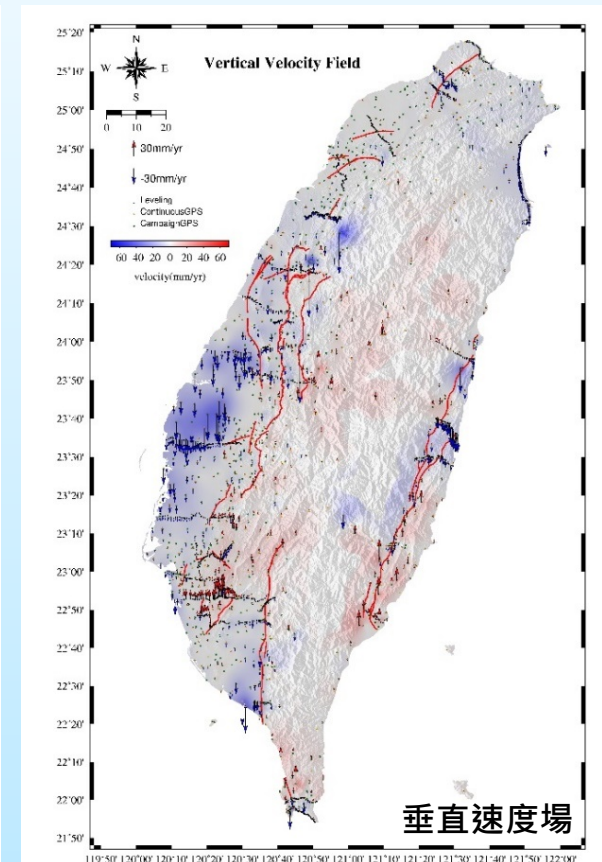 Vertical Velocity Field
N
W E
S
0 10 20
30mm/yr
-30mm/yr
Leveling
ContinuousGPS
CampaignGPS
60 40 20 0 20 40 60
velocity(mm/yr)
25°20'
25°10'
25°00'
24°50'
24°40'
24°30'
24°20'
24°10'
24°00'
23°50'
23°40'
23°30'
23°20'
23°10'
23°00'
22°50'
22°40'
22°30'
22°20'
22°10'
22°00'
21°50'
垂直速度場
119°50' 120°00' 120°10' 120°20' 120°30' 120°40' 120°50' 121°00' 121°10' 121°20' 121°30' 121°40' 121°50' 122°00'